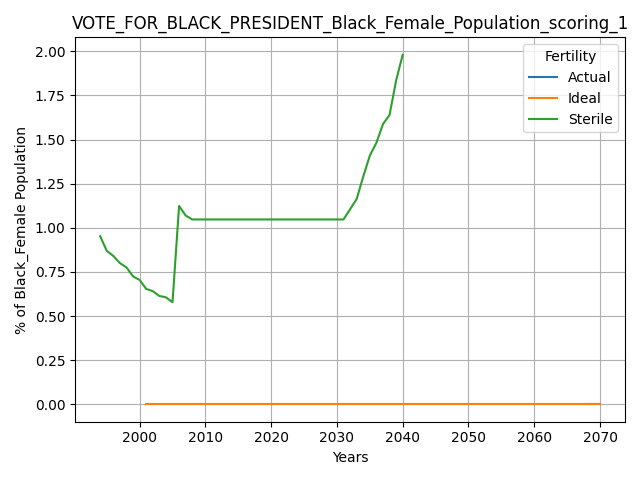 VOTE_FOR_BLACK_PRESIDENT_Black_Female_Population_scoring_1
Fertility
Actual
Ideal
Sterile
2.00
1.75
1.50
1.25
1.00
0.75
0.50
0.25
0.00
% of Black_Female Population
2000 2010 2020 2030 2040 2050 2060 2070
Years